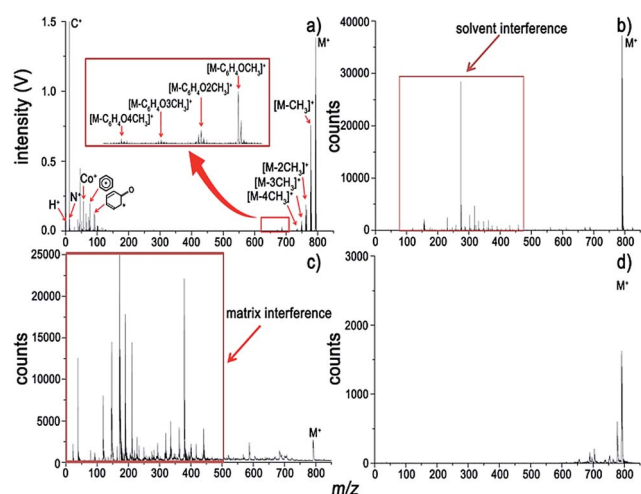 a)
C⁺
M⁺
[M-C₆H₄OCH₃]⁺
[M-C₆H₄O2CH₃]⁺
[M-C₆H₄O3CH₃]⁺
[M-C₆H₄O4CH₃]⁺
[M-CH₃]⁺
[M-2CH₃]⁺
[M-3CH₃]⁺
[M-4CH₃]⁺
Co⁺
N⁺
H⁺
O
intensity (V)
1.5
1.0
0.5
0.0
0 100 200 300 400 500 600 700 800
b)
solvent interference
M⁺
counts
40000
30000
20000
10000
0
0 100 200 300 400 500 600 700 800
c)
matrix interference
M⁺
counts
25000
20000
15000
10000
5000
0
0 100 200 300 400 500 600 700 800
d)
M⁺
counts
3000
2000
1000
0
0 100 200 300 400 500 600 700 800
m/z